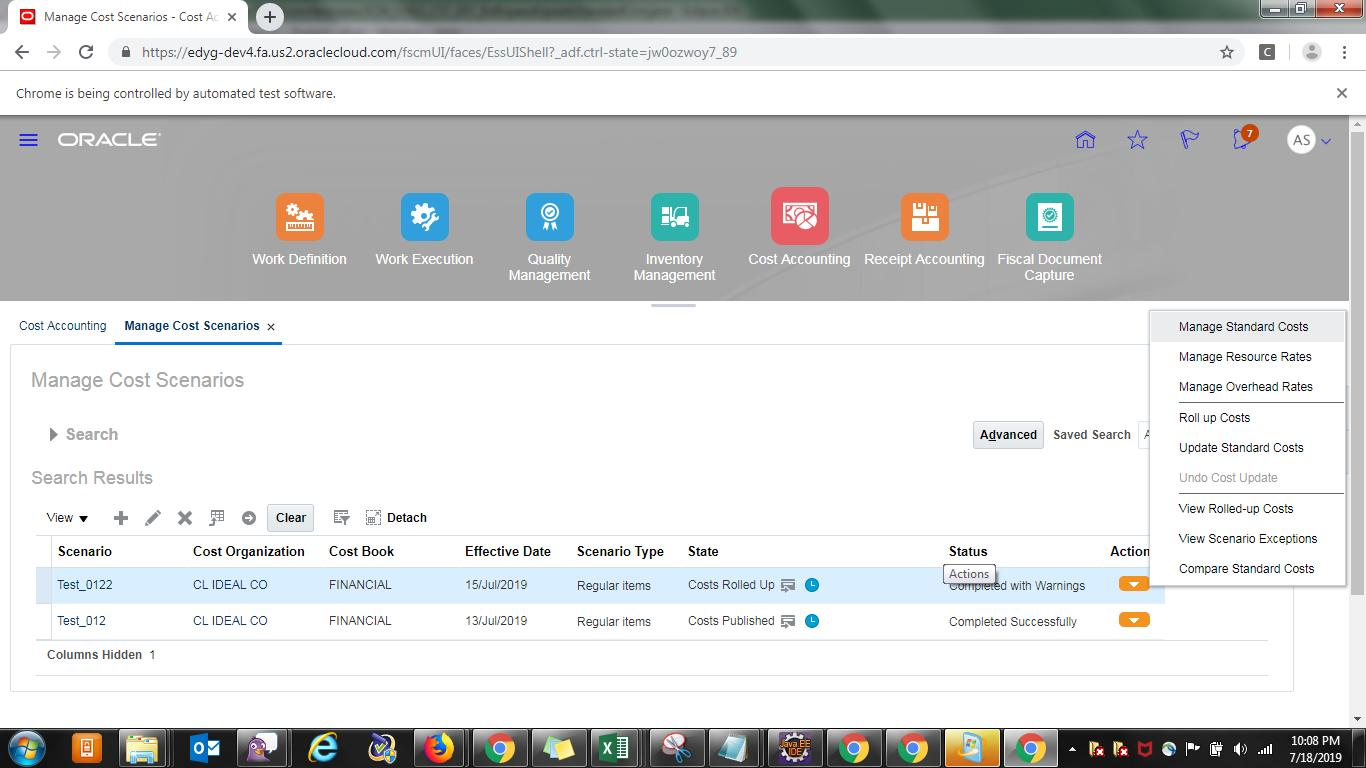 Manage Cost Scenarios - Cost Ac
https://edyg-dev4.fa.us2.oraclecloud.com/fscmUI/faces/EssUIShell?_adf.ctrl-state=jw0ozwoy7_89
C
Chrome is being controlled by automated test software.
ORACLE
7
AS
Work Definition
Work Execution
Quality Management
Inventory Management
Cost Accounting
Receipt Accounting
Fiscal Document Capture
Cost Accounting
Manage Cost Scenarios
Manage Standard Costs
Manage Resource Rates
Manage Overhead Rates
Roll up Costs
Update Standard Costs
Undo Cost Update
View Rolled-up Costs
View Scenario Exceptions
Compare Standard Costs
Manage Cost Scenarios
Search
Advanced Saved Search A
Search Results
View Clear Detach
Scenario Cost Organization Cost Book Effective Date Scenario Type State Status Action
Actions
Test_0122 CL IDEAL CO FINANCIAL 15/Jul/2019 Regular items Costs Rolled Up Completed with Warnings
Test_012 CL IDEAL CO FINANCIAL 13/Jul/2019 Regular items Costs Published Completed Successfully
Columns Hidden 1
Java EE
IDE
10:08 PM
7/18/2019